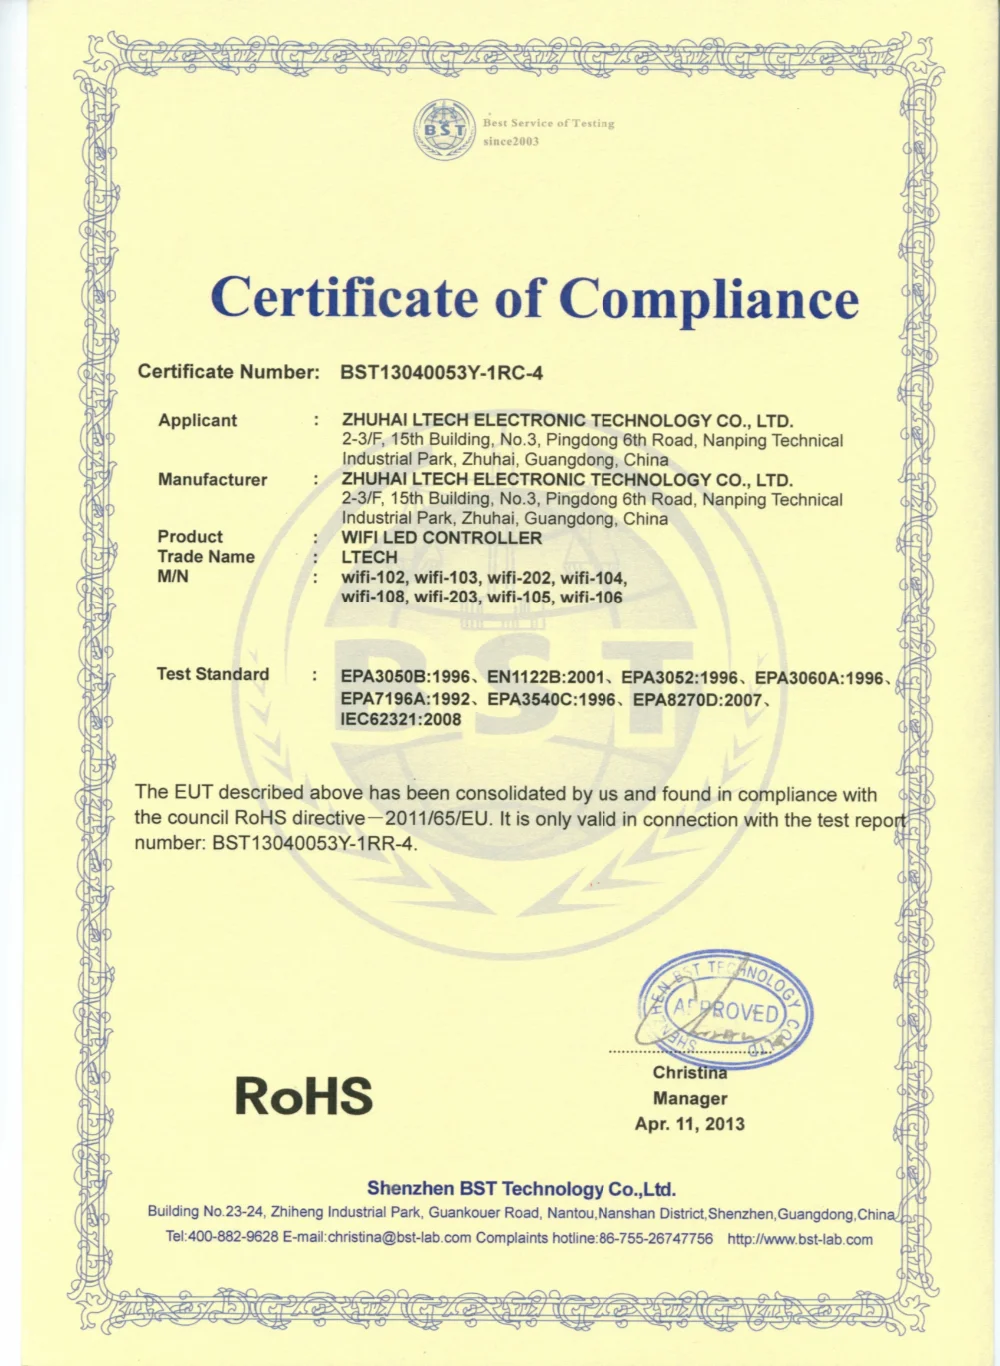 BST
Best Service of Testing
since2003
Certificate of Compliance
Certificate Number: BST13040053Y-1RC-4
Applicant : ZHUHAI LTECH ELECTRONIC TECHNOLOGY CO., LTD.
2-3/F, 15th Building, No.3, Pingdong 6th Road, Nanping Technical
Industrial Park, Zhuhai, Guangdong, China
Manufacturer : ZHUHAI LTECH ELECTRONIC TECHNOLOGY CO., LTD.
2-3/F, 15th Building, No.3, Pingdong 6th Road, Nanping Technical
Industrial Park, Zhuhai, Guangdong, China
Product : WIFI LED CONTROLLER
Trade Name : LTECH
M/N : wifi-102, wifi-103, wifi-202, wifi-104,
wifi-108, wifi-203, wifi-105, wifi-106
BST
Test Standard : EPA3050B:1996、EN1122B:2001、EPA3052:1996、EPA3060A:1996、
EPA7196A:1992、EPA3540C:1996、EPA8270D:2007、
IEC62321:2008
The EUT described above has been consolidated by us and found in compliance with
the council RoHS directive—2011/65/EU. It is only valid in connection with the test report
number: BST13040053Y-1RR-4.
SHENZHEN BST TECHNOLOGY CO.,LTD
APPROVED
Christina
Manager
Apr. 11, 2013
RoHS
Shenzhen BST Technology Co.,Ltd.
Building No.23-24, Zhiheng Industrial Park, Guankouer Road, Nantou,Nanshan District,Shenzhen,Guangdong,China
Tel:400-882-9628 E-mail:christina@bst-lab.com Complaints hotline:86-755-26747756 http://www.bst-lab.com